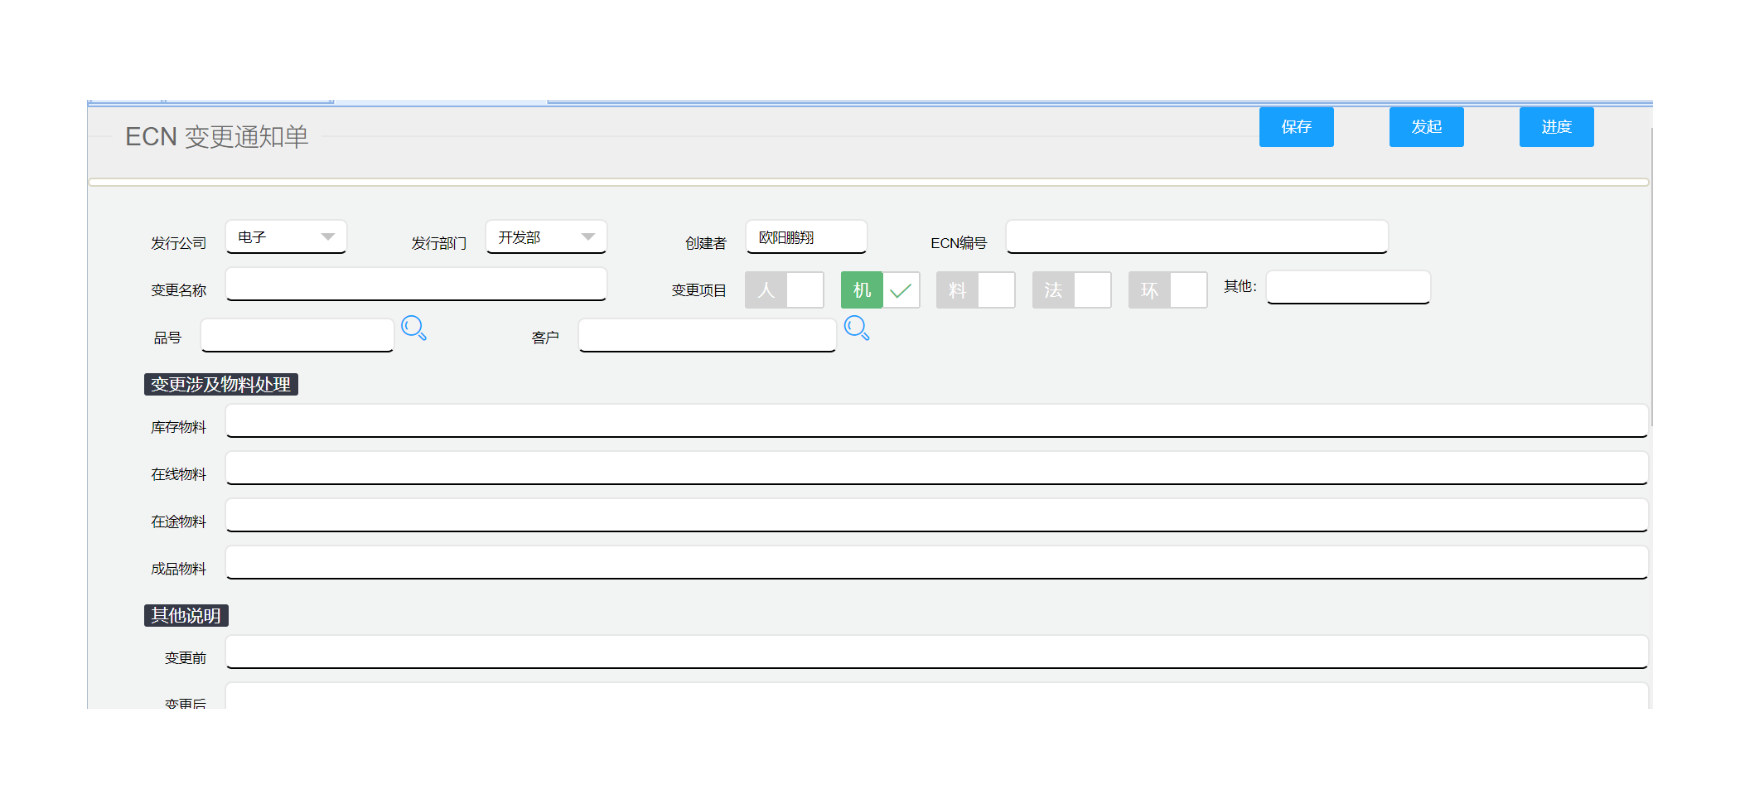 ECN 变更通知单 保存 发起 进度
发行公司 电子 发行部门 开发部 创建者 欧阳鹏翔 ECN编号
变更名称 变更项目 人 机 料 法 环 其他:
品号 客户
变更涉及物料处理
库存物料
在线物料
在途物料
成品物料
其他说明
变更前
变更后